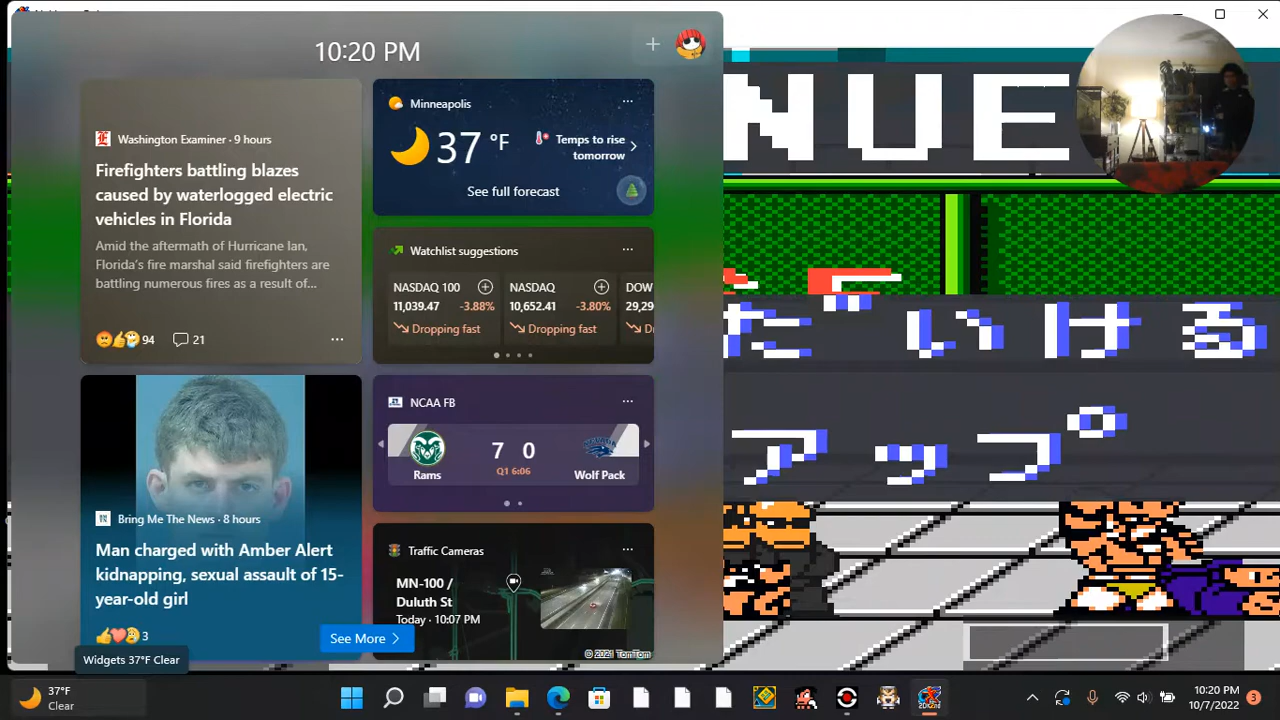 10:20 PM
Washington Examiner · 9 hours
Firefighters battling blazes
caused by waterlogged electric
vehicles in Florida
Amid the aftermath of Hurricane Ian,
Florida's fire marshal said firefighters are
battling numerous fires as a result of...
94
21
Bring Me The News · 8 hours
Man charged with Amber Alert
kidnapping, sexual assault of 15-
year-old girl
3
See More
Minneapolis
37 °F
Temps to rise
tomorrow
See full forecast
Watchlist suggestions
NASDAQ 100
11,039.47 -3.88%
Dropping fast
NASDAQ
10,652.41 -3.80%
Dropping fast
DOW
29,29
NCAA FB
7 0
Q1 6:06
Rams
Wolf Pack
Traffic Cameras
MN-100 /
Duluth St
Today · 10:07 PM
© 2021 TomTom
NUE
だいける
アップ
Widgets 37°F Clear
37°F
Clear
10:20 PM
10/7/2022
3